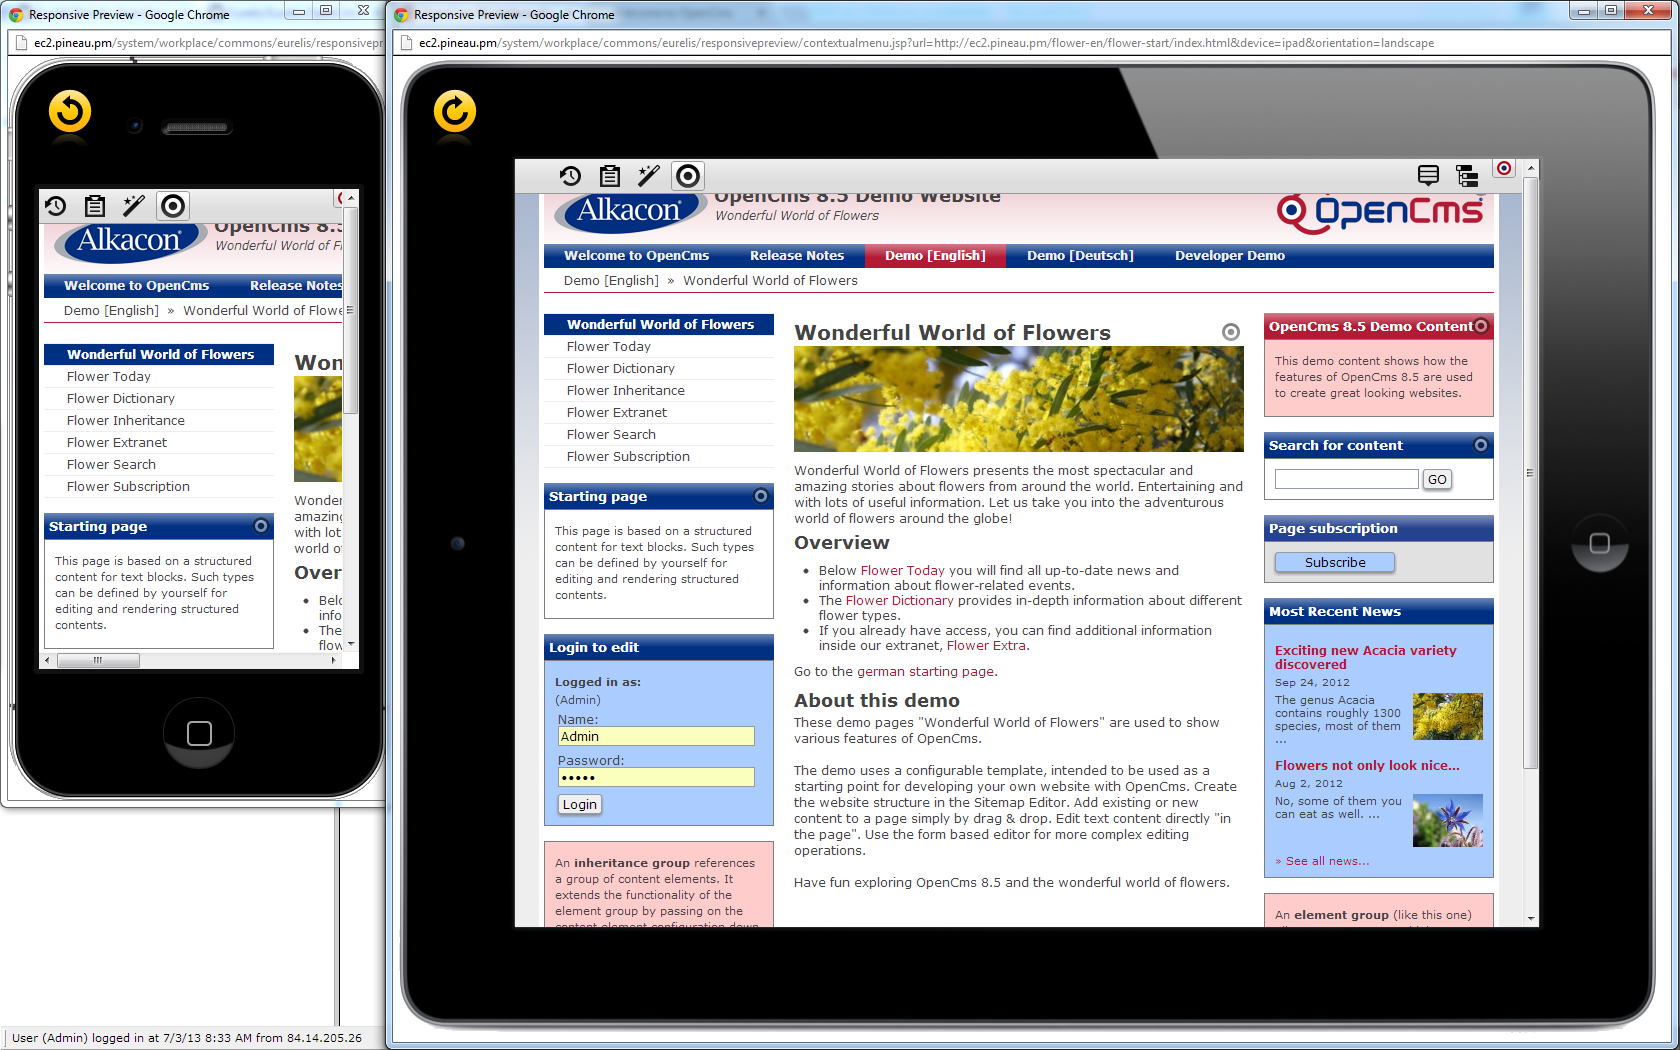 Responsive Preview - Google Chrome
ec2.pineau.pm/system/workplace/commons/eurelis/responsivepr
OpenCms 8.5
Alkacon
Wonderful World of Fl
Welcome to OpenCms
Release Notes
Demo [English] » Wonderful World of Flowe
Wonderful World of Flowers
Flower Today
Flower Dictionary
Flower Inheritance
Flower Extranet
Flower Search
Flower Subscription
Starting page
This page is based on a structured
content for text blocks. Such types
can be defined by yourself for
editing and rendering structured
contents.
Won
Wonder
amazing
with lot
world o
Over
• Belo
info
• The
flow
User (Admin) logged in at 7/3/13 8:33 AM from 84.14.205.26
Responsive Preview - Google Chrome
ec2.pineau.pm/system/workplace/commons/eurelis/responsivepreview/contextualmenu.jsp?url=http://ec2.pineau.pm/flower-en/flower-start/index.html&device=ipad&orientation=landscape
OpenCms 8.5 Demo Website
Alkacon
Wonderful World of Flowers
OpenCms
Welcome to OpenCms
Release Notes
Demo [English]
Demo [Deutsch]
Developer Demo
Demo [English] » Wonderful World of Flowers
Wonderful World of Flowers
Flower Today
Flower Dictionary
Flower Inheritance
Flower Extranet
Flower Search
Flower Subscription
Starting page
This page is based on a structured
content for text blocks. Such types
can be defined by yourself for
editing and rendering structured
contents.
Login to edit
Logged in as:
(Admin)
Name:
Admin
Password:
•••••
Login
An inheritance group references
a group of content elements. It
extends the functionality of the
element group by passing on the
content element configuration down
Wonderful World of Flowers
Wonderful World of Flowers presents the most spectacular and
amazing stories about flowers from around the world. Entertaining and
with lots of useful information. Let us take you into the adventurous
world of flowers around the globe!
Overview
• Below Flower Today you will find all up-to-date news and
information about flower-related events.
• The Flower Dictionary provides in-depth information about different
flower types.
• If you already have access, you can find additional information
inside our extranet, Flower Extra.
Go to the german starting page.
About this demo
These demo pages "Wonderful World of Flowers" are used to show
various features of OpenCms.
The demo uses a configurable template, intended to be used as a
starting point for developing your own website with OpenCms. Create
the website structure in the Sitemap Editor. Add existing or new
content to a page simply by drag & drop. Edit text content directly "in
the page". Use the form based editor for more complex editing
operations.
Have fun exploring OpenCms 8.5 and the wonderful world of flowers.
OpenCms 8.5 Demo Content
This demo content shows how the
features of OpenCms 8.5 are used
to create great looking websites.
Search for content
GO
Page subscription
Subscribe
Most Recent News
Exciting new Acacia variety
discovered
Sep 24, 2012
The genus Acacia
contains roughly 1300
species, most of them
...
Flowers not only look nice...
Aug 2, 2012
No, some of them you
can eat as well. ...
» See all news...
An element group (like this one)